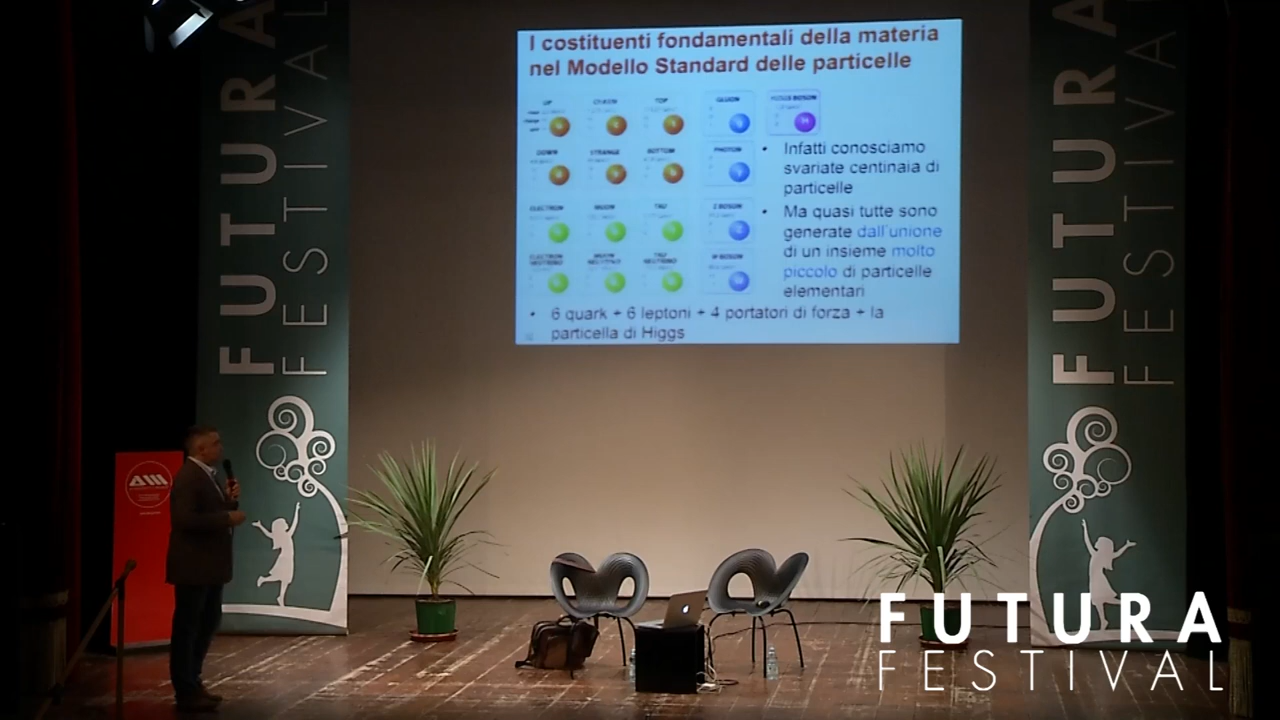 FUTURA
FESTIVAL
I costituenti fondamentali della materia
nel Modello Standard delle particelle
UP
CHARM
TOP
GLUON
HIGGS BOSON
DOWN
STRANGE
BOTTOM
PHOTON
ELECTRON
MUON
TAU
Z BOSON
ELECTRON
NEUTRINO
MUON
NEUTRINO
TAU
NEUTRINO
W BOSON
• Infatti conosciamo
svariate centinaia di
particelle
• Ma quasi tutte sono
generate dall'unione
di un insieme molto
piccolo di particelle
elementari
• 6 quark + 6 leptoni + 4 portatori di forza + la
particella di Higgs
FUTURA
FESTIVAL
FUTURA
FESTIVAL